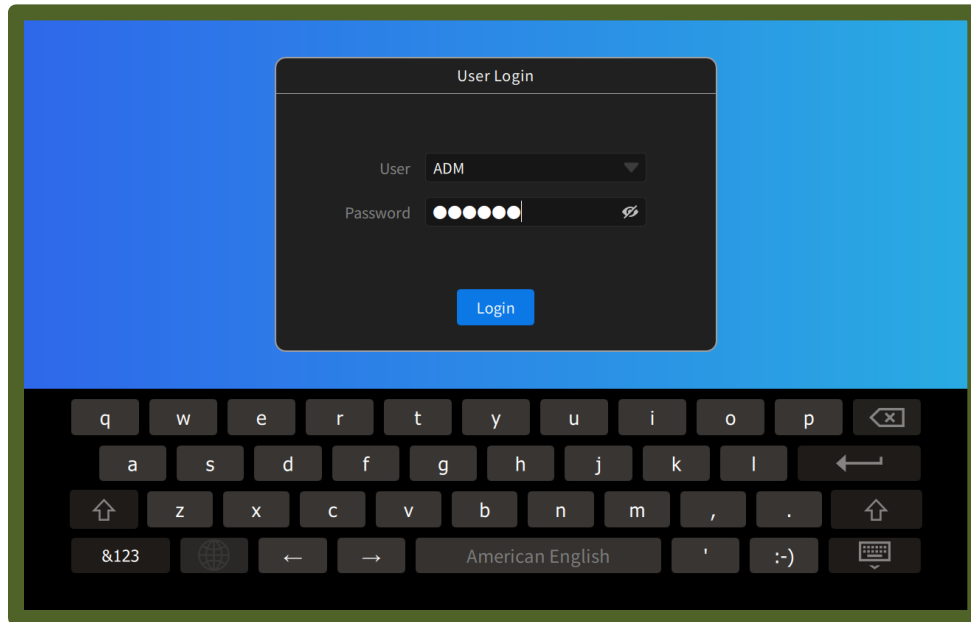 User Login
User ADM
Password ●●●●●●
Login
q w e r t y u i o p
a s d f g h j k l
z x c v b n m , .
&123 ← → American English ' :-)